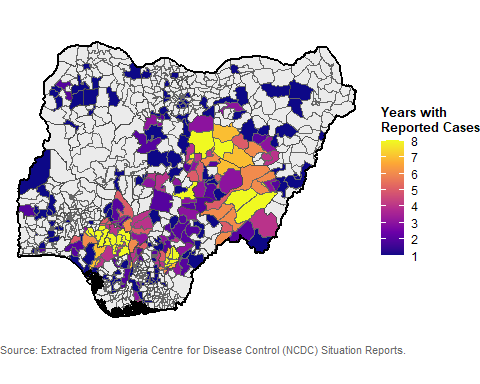 Years with
Reported Cases
8
7
6
5
4
3
2
1
Source: Extracted from Nigeria Centre for Disease Control (NCDC) Situation Reports.